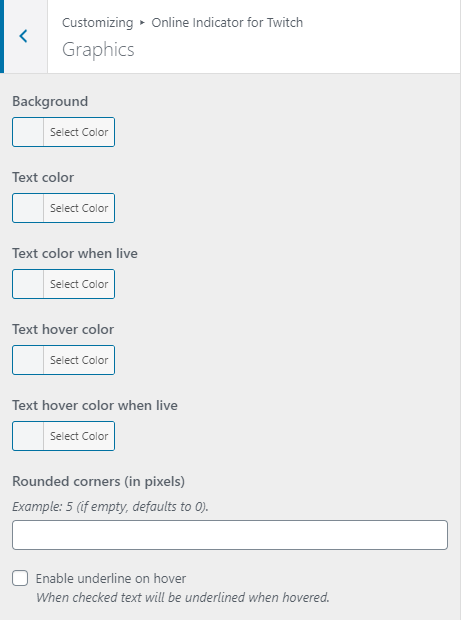 Customizing ▸ Online Indicator for Twitch
Graphics
Background
Select Color
Text color
Select Color
Text color when live
Select Color
Text hover color
Select Color
Text hover color when live
Select Color
Rounded corners (in pixels)
Example: 5 (if empty, defaults to 0).
Enable underline on hover
When checked text will be underlined when hovered.